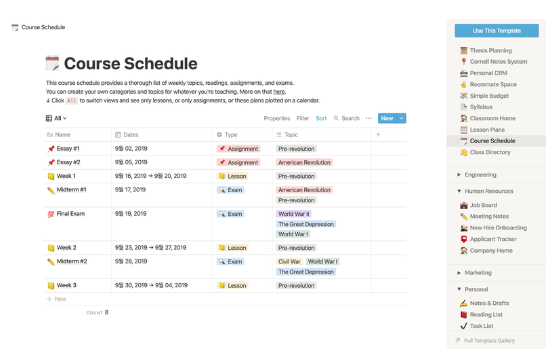 Course Schedule
Course Schedule
This course schedule provides a thorough list of weekly topics, readings, assignments, and exams.
You can create your own categories and topics for whatever you're teaching. More on that here.
↓ Click All to switch views and see only lessons, or only assignments, or these plans plotted on a calendar.
All
Properties Filter Sort Search ··· New
Aa Name Dates Type Topic +
Essay #1 9월 02, 2019 Assignment Pre-revolution
Essay #2 9월 05, 2019 Assignment American Revolution
Week 1 9월 16, 2019 → 9월 20, 2019 Lesson Pre-revolution
Midterm #1 9월 17, 2019 Exam American Revolution
Pre-revolution
Final Exam 9월 19, 2019 Exam World War II
The Great Depression
World War I
Week 2 9월 23, 2019 → 9월 27, 2019 Lesson Pre-revolution
Midterm #2 9월 28, 2019 Exam Civil War World War I
The Great Depression
Week 3 9월 30, 2019 → 9월 04, 2019 Lesson Pre-revolution
+ New
COUNT 8
Use This Template
Thesis Planning
Cornell Notes System
Personal CRM
Roommate Space
Simple Budget
Syllabus
Classroom Home
Lesson Plans
Course Schedule
Class Directory
Engineering
Human Resources
Job Board
Meeting Notes
New Hire Onboarding
Applicant Tracker
Company Home
Marketing
Personal
Notes & Drafts
Reading List
Task List
Full Template Gallery